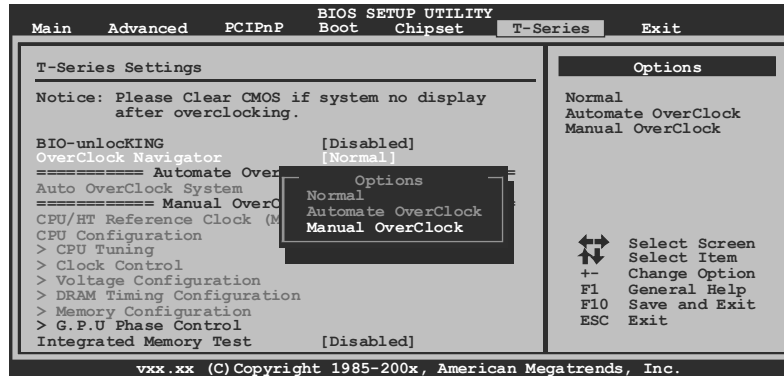 BIOS SETUP UTILITY
Main Advanced PCIPnP Boot Chipset T-Series Exit
T-Series Settings
Notice: Please Clear CMOS if system no display
after overclocking.
BIO-unlocKING [Disabled]
OverClock Navigator [Normal]
=========== Automate Over =
Auto OverClock System
============ Manual OverC =
CPU/HT Reference Clock (M
CPU Configuration
> CPU Tuning
> Clock Control
> Voltage Configuration
> DRAM Timing Configuration
> Memory Configuration
> G.P.U Phase Control
Integrated Memory Test [Disabled]
Options
Normal
Automate OverClock
Manual OverClock
Options
Normal
Automate OverClock
Manual OverClock
Select Screen
Select Item
+- Change Option
F1 General Help
F10 Save and Exit
ESC Exit
vxx.xx (C)Copyright 1985-200x, American Megatrends, Inc.